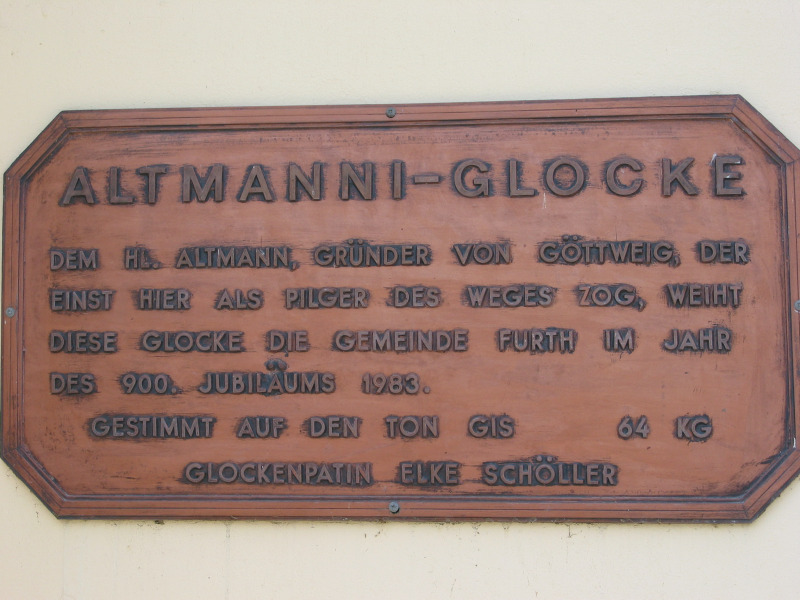 ALTMANNI-GLOCKE
DEM HL. ALTMANN, GRÜNDER VON GÖTTWEIG, DER
EINST HIER ALS PILGER DES WEGES ZOG, WEIHT
DIESE GLOCKE DIE GEMEINDE FURTH IM JAHR
DES 900. JUBILÄUMS 1983.
GESTIMMT AUF DEN TON GIS 64 KG
GLOCKENPATIN ELKE SCHÖLLER